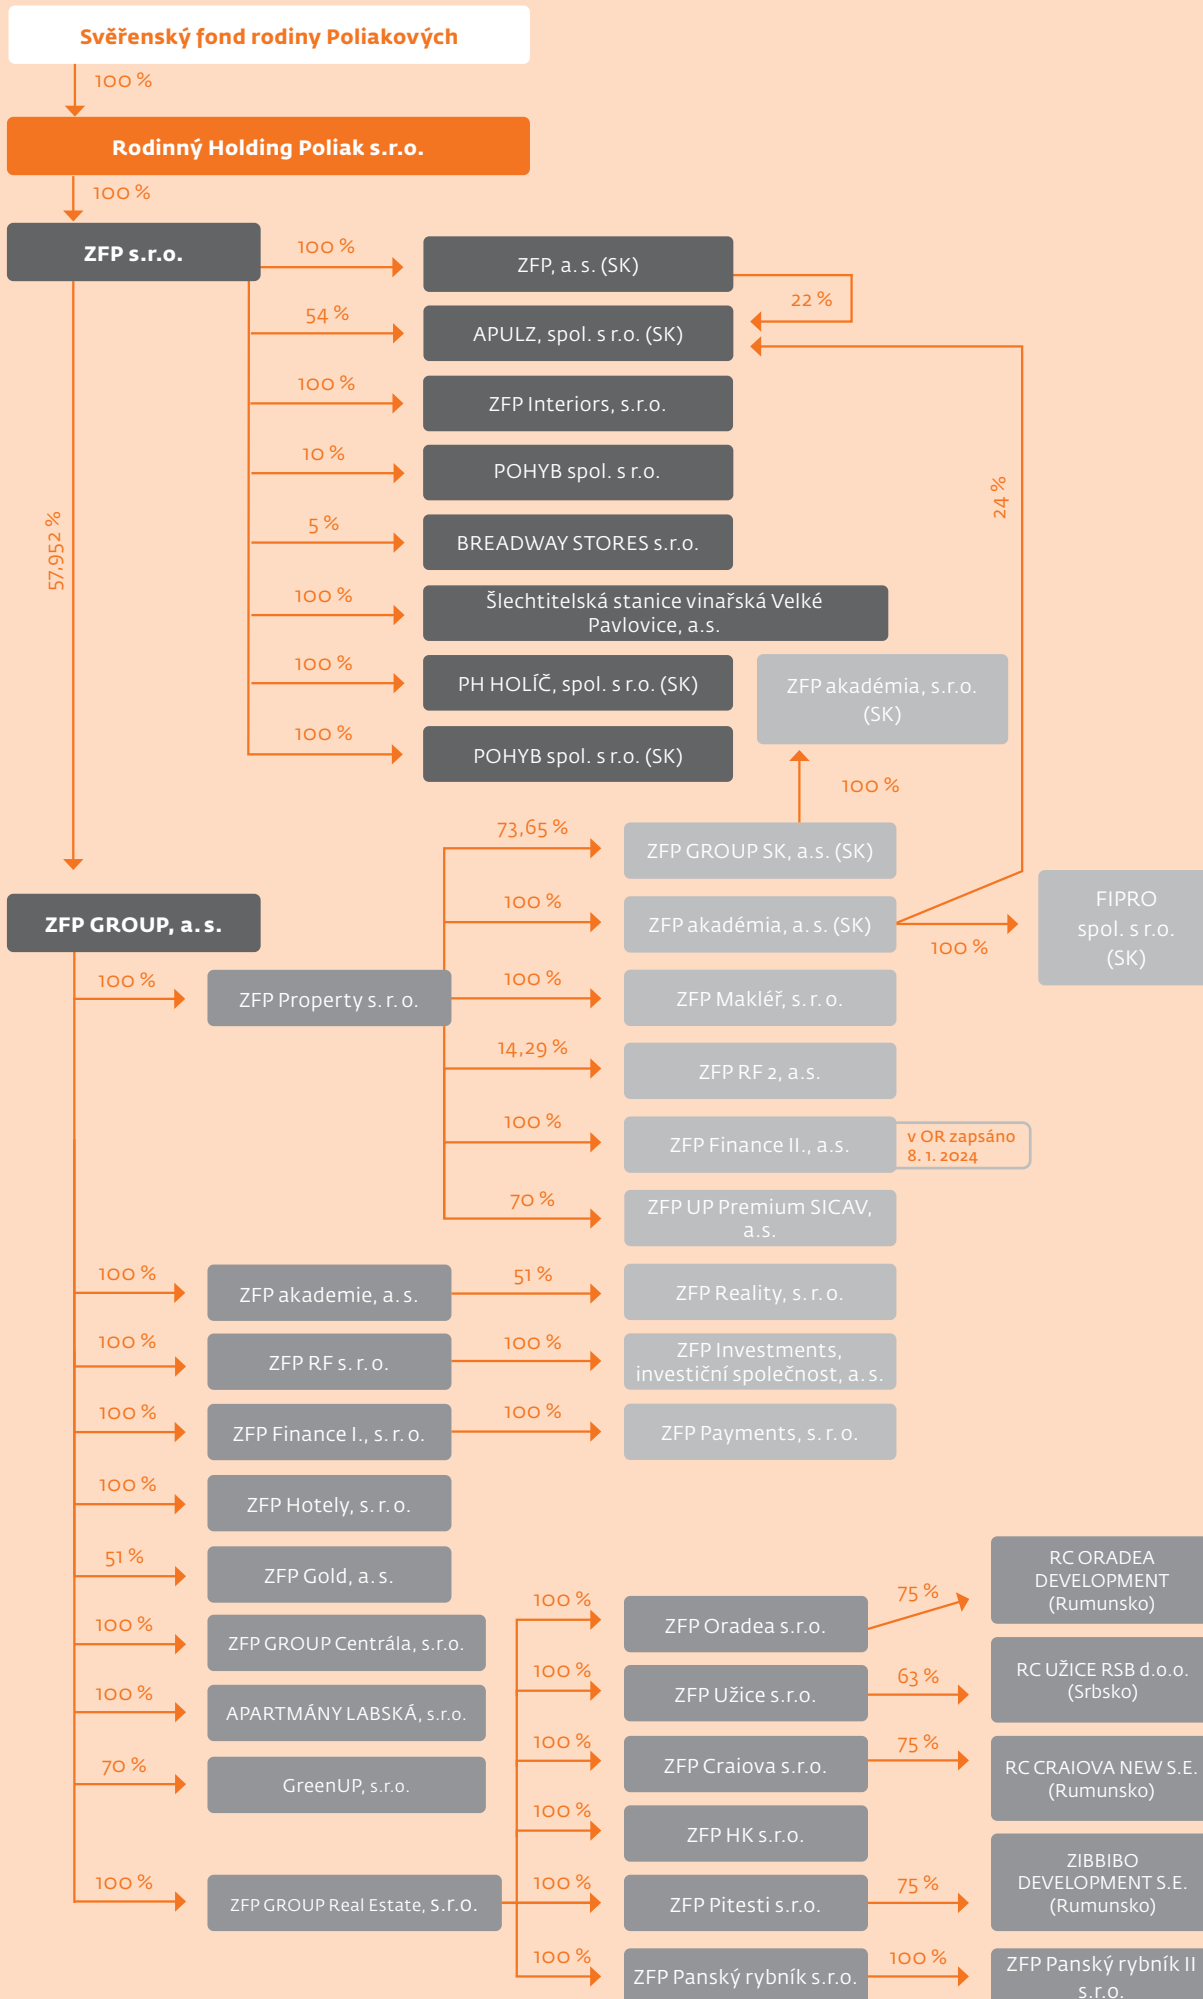 Svěřenský fond rodiny Poliakových
100 %
Rodinný Holding Poliak s.r.o.
100 %
ZFP s.r.o.
100 %
ZFP, a. s. (SK)
22 %
54 %
APULZ, spol. s r.o. (SK)
100 %
ZFP Interiors, s.r.o.
10 %
POHYB spol. s r.o.
24 %
57,952 %
5 %
BREADWAY STORES s.r.o.
100 %
Šlechtitelská stanice vinařská Velké
Pavlovice, a.s.
100 %
PH HOLÍČ, spol. s r.o. (SK)
ZFP akadémia, s.r.o.
(SK)
100 %
POHYB spol. s r.o. (SK)
100 %
73,65 %
ZFP GROUP SK, a.s. (SK)
100 %
ZFP akadémia, a. s. (SK)
100 %
FIPRO
spol. s r.o.
(SK)
ZFP GROUP, a. s.
100 %
ZFP Property s. r. o.
100 %
ZFP Makléř, s. r. o.
14,29 %
ZFP RF 2, a.s.
100 %
ZFP Finance II., a.s.
v OR zapsáno
8. 1. 2024
70 %
ZFP UP Premium SICAV,
a.s.
100 %
ZFP akademie, a. s.
51 %
ZFP Reality, s. r. o.
100 %
ZFP RF s. r. o.
100 %
ZFP Investments,
investiční společnost, a. s.
100 %
ZFP Finance I., s. r. o.
100 %
ZFP Payments, s. r. o.
100 %
ZFP Hotely, s. r. o.
51 %
ZFP Gold, a. s.
100 %
ZFP GROUP Centrála, s.r.o.
100 %
APARTMÁNY LABSKÁ, s.r.o.
70 %
GreenUP, s.r.o.
100 %
ZFP GROUP Real Estate, s.r.o.
100 %
ZFP Oradea s.r.o.
75 %
RC ORADEA
DEVELOPMENT
(Rumunsko)
100 %
ZFP Užice s.r.o.
63 %
RC UŽICE RSB d.o.o.
(Srbsko)
100 %
ZFP Craiova s.r.o.
75 %
RC CRAIOVA NEW S.E.
(Rumunsko)
100 %
ZFP HK s.r.o.
100 %
ZFP Pitesti s.r.o.
75 %
ZIBBIBO
DEVELOPMENT S.E.
(Rumunsko)
100 %
ZFP Panský rybník s.r.o.
100 %
ZFP Panský rybník II
s.r.o.